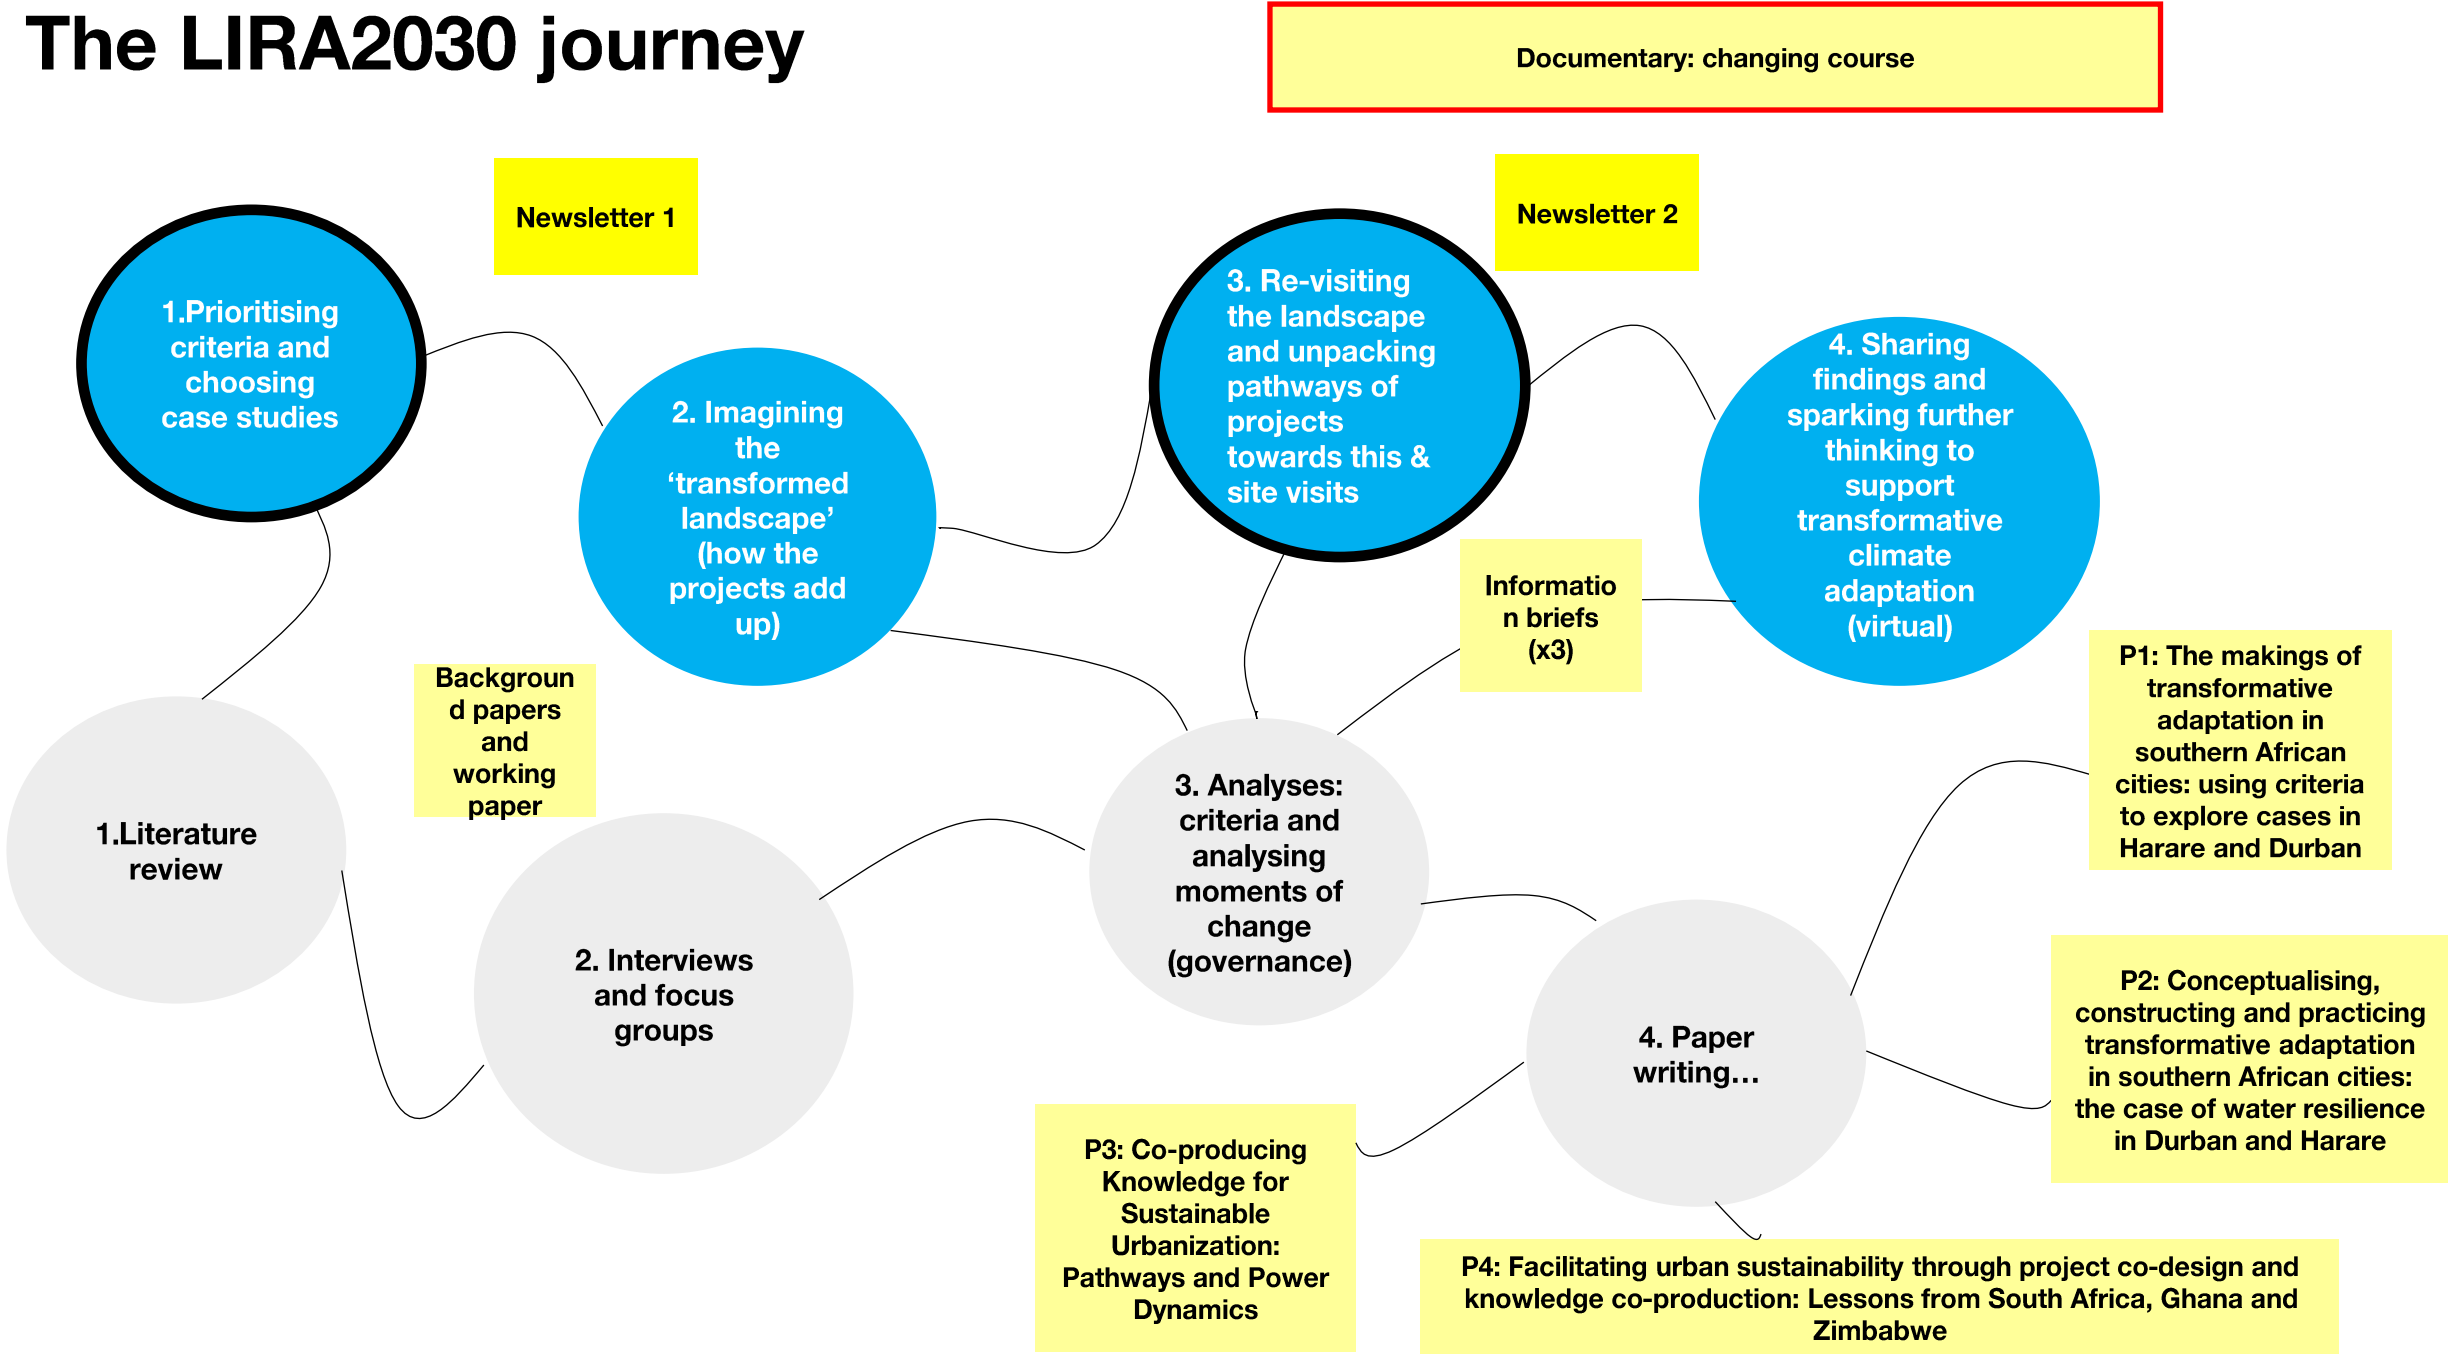 The LIRA2030 journey
Documentary: changing course
Newsletter 1
Newsletter 2
1.Prioritising
criteria and
choosing
case studies
2. Imagining
the
‘transformed
landscape’
(how the
projects add
up)
3. Re-visiting
the landscape
and unpacking
pathways of
projects
towards this &
site visits
4. Sharing
findings and
sparking further
thinking to
support
transformative
climate
adaptation
(virtual)
Informatio
n briefs
(x3)
Backgroun
d papers
and
working
paper
1.Literature
review
2. Interviews
and focus
groups
3. Analyses:
criteria and
analysing
moments of
change
(governance)
4. Paper
writing…
P1: The makings of
transformative
adaptation in
southern African
cities: using criteria
to explore cases in
Harare and Durban
P2: Conceptualising,
constructing and practicing
transformative adaptation
in southern African cities:
the case of water resilience
in Durban and Harare
P3: Co-producing
Knowledge for
Sustainable
Urbanization:
Pathways and Power
Dynamics
P4: Facilitating urban sustainability through project co-design and
knowledge co-production: Lessons from South Africa, Ghana and
Zimbabwe